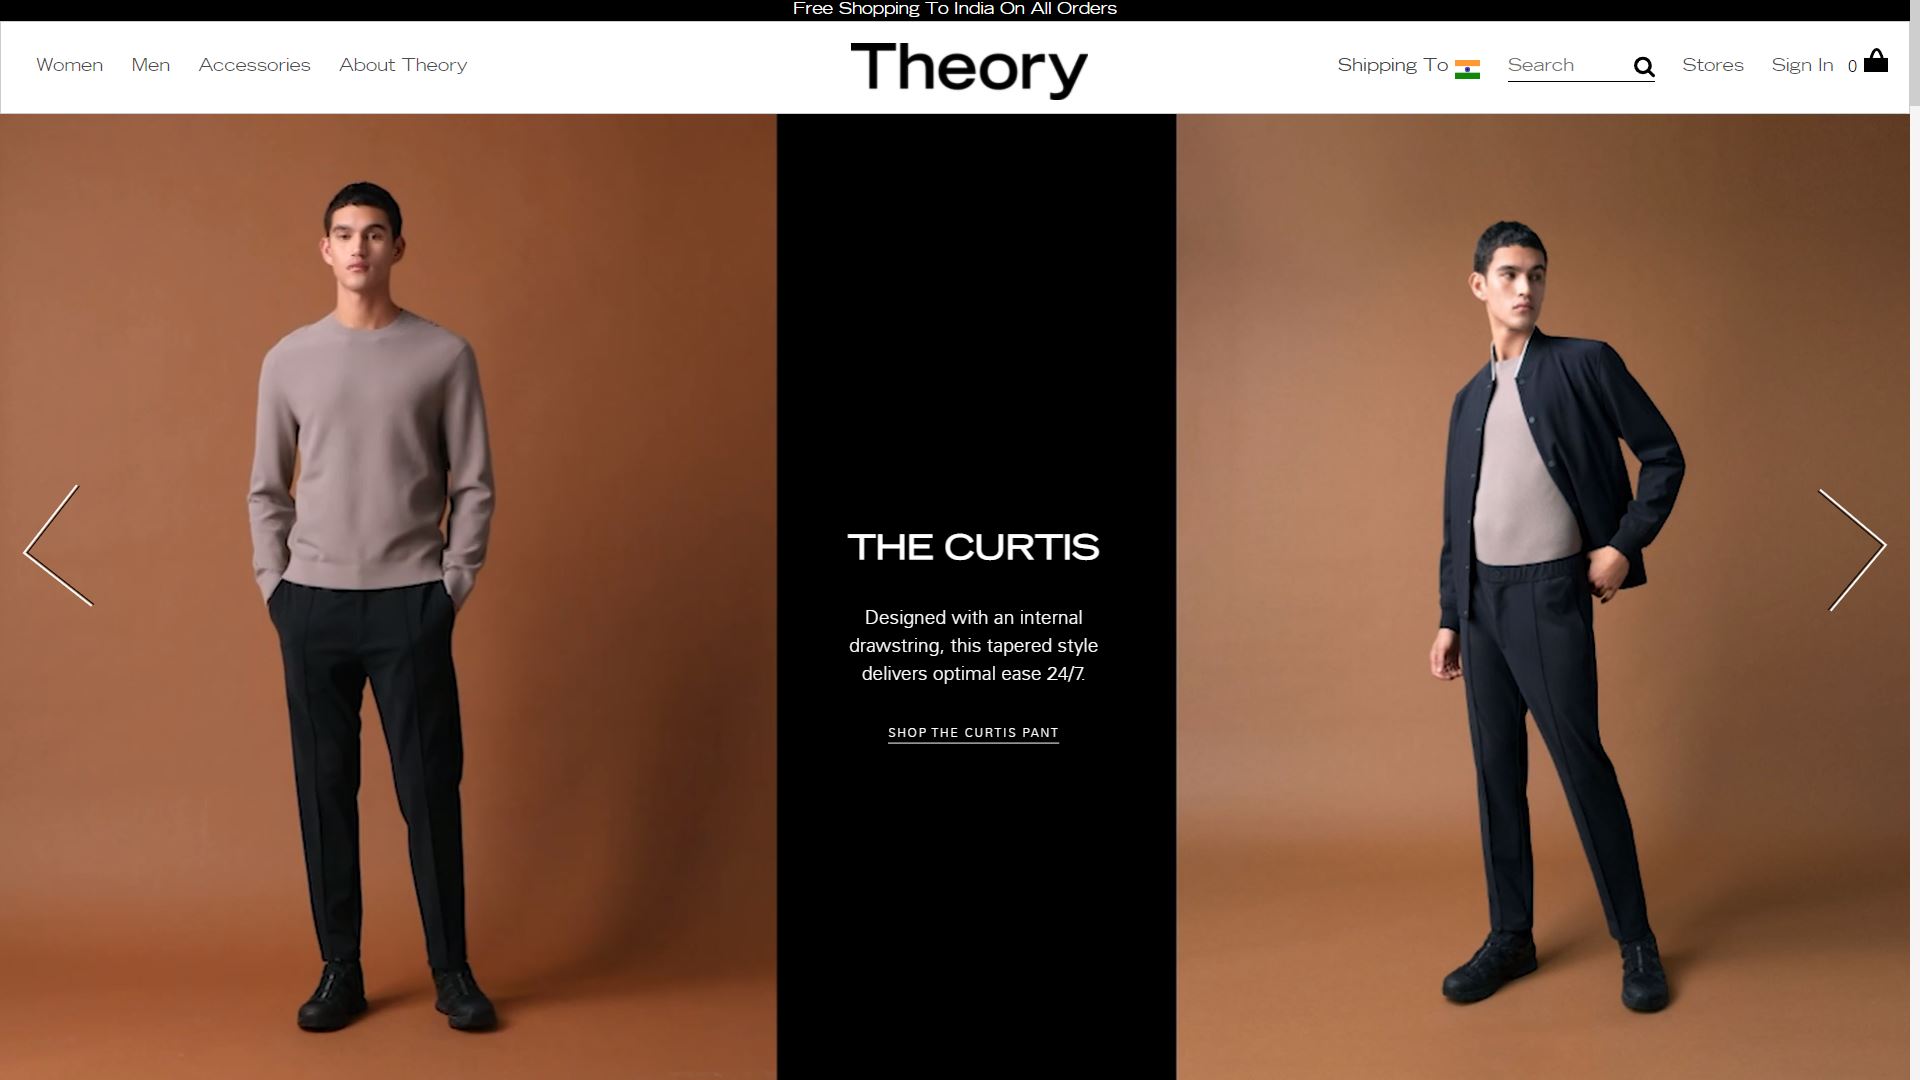 Free Shopping To India On All Orders
Women Men Accessories About Theory
Theory
Shipping To Search Stores Sign In 0
THE CURTIS
Designed with an internal
drawstring, this tapered style
delivers optimal ease 24/7.
SHOP THE CURTIS PANT